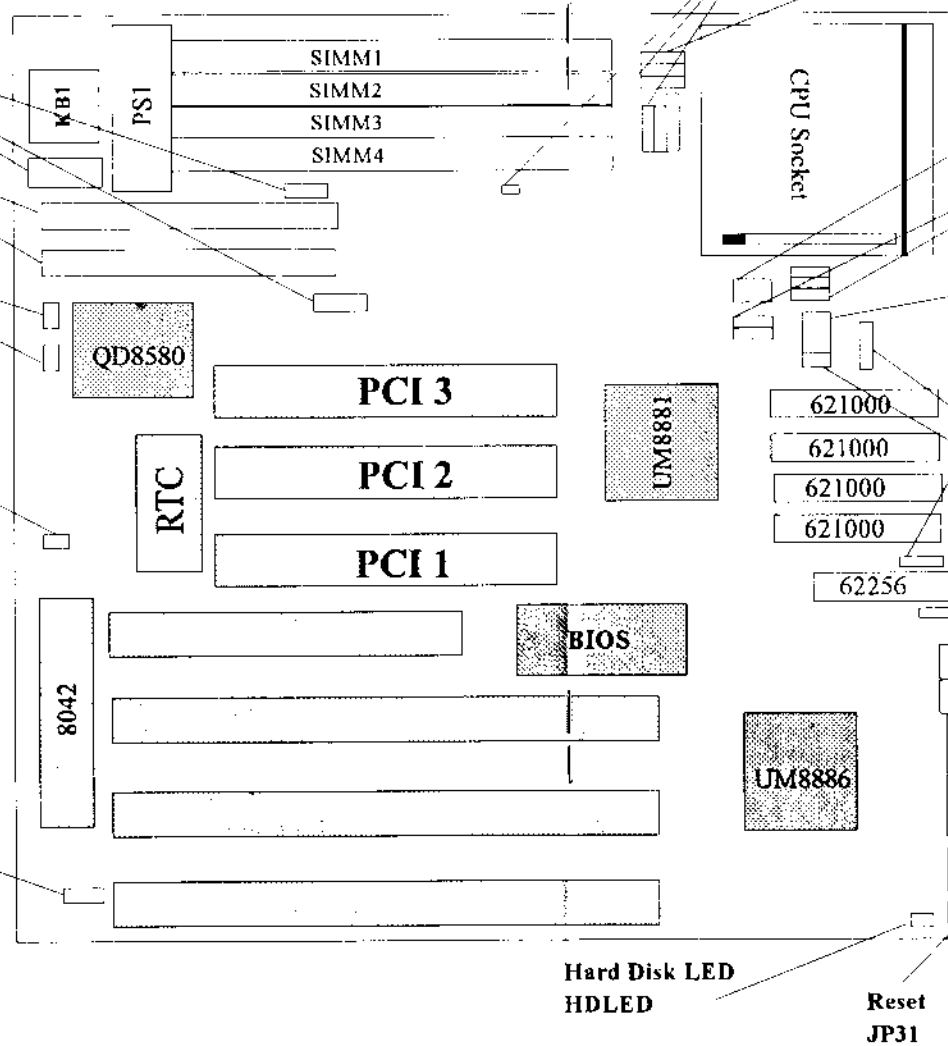 SIMM1
SIMM2
SIMM3
SIMM4
KB1
PS1
CPU Socket
QD8580
PCI 3
UM8881
621000
PCI 2
621000
RTC
621000
621000
PCI 1
62256
BIOS
8042
UM8886
Hard Disk LED
HDLED
Reset
JP31